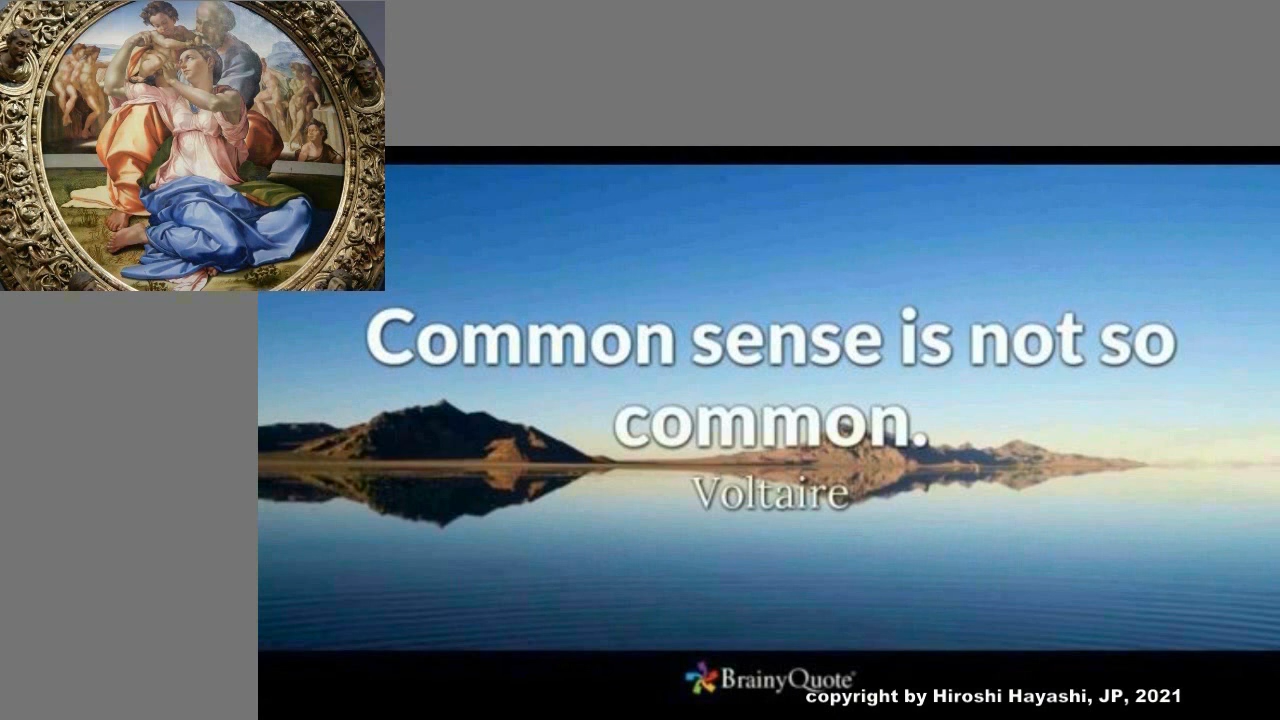 Common sense is not so
common.
Voltaire
BrainyQuote®
copyright by Hiroshi Hayashi, JP, 2021